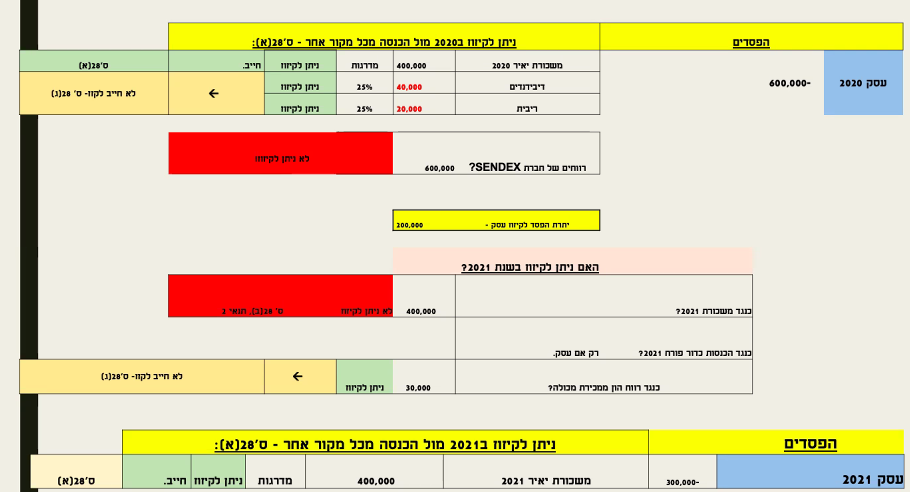 הפסדים	ניתן לקיזוז ב2020 מול הכנסה מכל מקור אחר - ס'28(א):
עסק 2020	-600,000	משכורת יאיר 2020	400,000	מדרגות	ניתן לקיזוז	חייב.	ס'28(א)
דיבידנדים	40,000	25%	ניתן לקיזוז	←	לא חייב לקזז- ס' 28(ג)
ריבית	20,000	25%	ניתן לקיזוז
רווחים של חברת SENDEX?	600,000	לא ניתן לקיזוז
יתרת הפסד לקיזוז עסק -	200,000
האם ניתן לקיזוז בשנת 2021?
כנגד משכורת 2021?	400,000	לא ניתן לקיזוז	ס' 28(ב), תנאי 2
כנגד הכנסות כדור פורח 2021?	רק אם עסק.
כנגד רווח הון ממכירת מכולה?	30,000	ניתן לקיזוז	←	לא חייב לקזז- ס'28(ג)
הפסדים	ניתן לקיזוז ב2021 מול הכנסה מכל מקור אחר - ס'28(א):
עסק 2021	-300,000	משכורת יאיר 2021	400,000	מדרגות	ניתן לקיזוז	חייב.	ס'28(א)